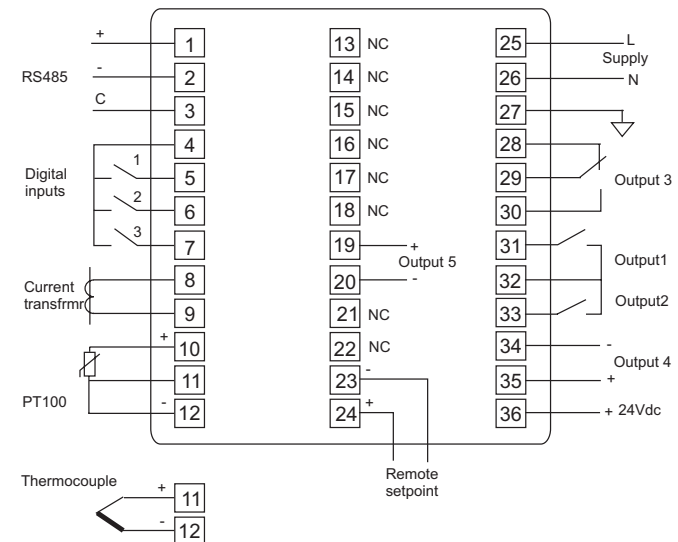 +
1
RS485
-
2
C
3
4
Digital
inputs
1
5
2
6
3
7
Current
transfrmr
8
9
+
10
11
PT100
-
12
Thermocouple
+
11
-
12
13 NC
14 NC
15 NC
16 NC
17 NC
18 NC
19 +
Output 5
20 -
21 NC
22 NC
23 -
24 +
Remote
setpoint
25 L
Supply
26 N
27
28
29 Output 3
30
31
Output1
32
Output2
33
34 -
Output 4
35 +
36 + 24Vdc